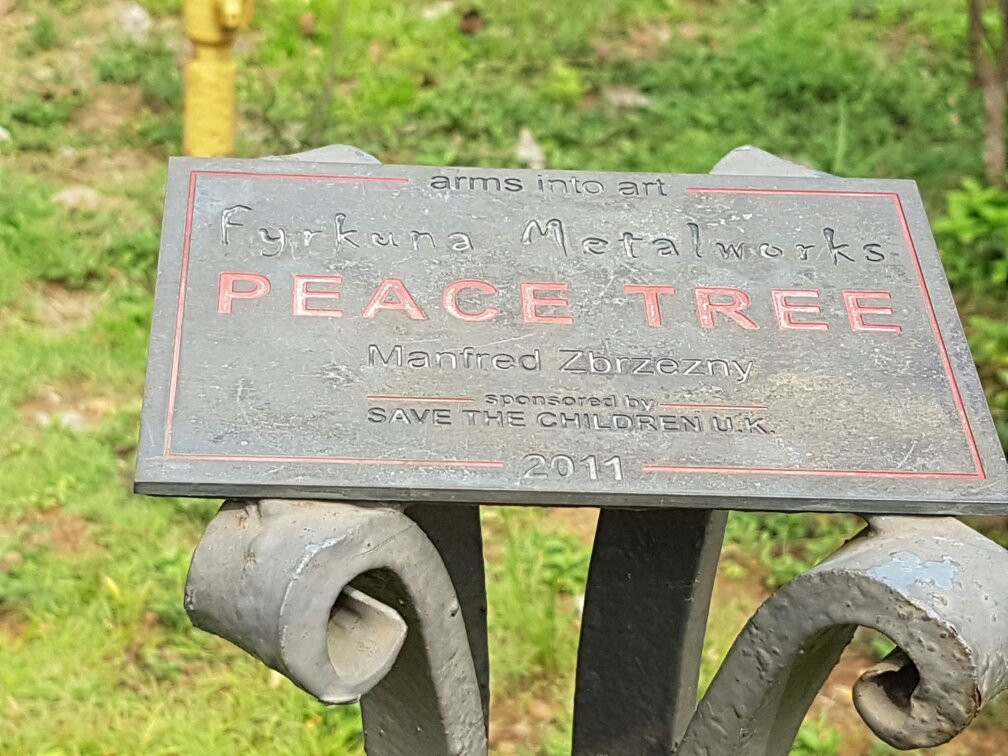 arms into art
Fyrkuna Metalworks
PEACE TREE
Manfred Zbrzezny
sponsored by
SAVE THE CHILDREN U.K.
2011